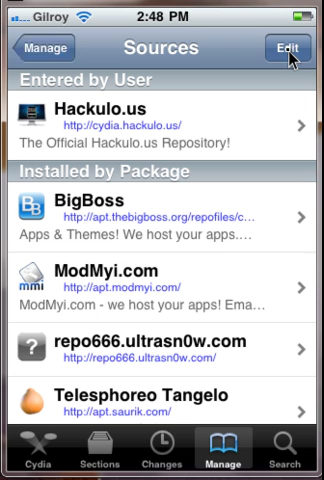 Gilroy 2:48 PM
Manage Sources Edit
Entered by User
Hackulo.us
http://cydia.hackulo.us/
The Official Hackulo.us Repository!
Installed by Package
BB
BigBoss
http://apt.thebigboss.org/repofiles/c...
Apps & Themes! We host your apps....
mmi
ModMyi.com
http://apt.modmyi.com/
ModMyi.com - we host your apps! Ema...
?
repo666.ultrasn0w.com
http://repo666.ultrasn0w.com/
Telesphoreo Tangelo
http://apt.saurik.com/
Cydia Sections Changes Manage Search